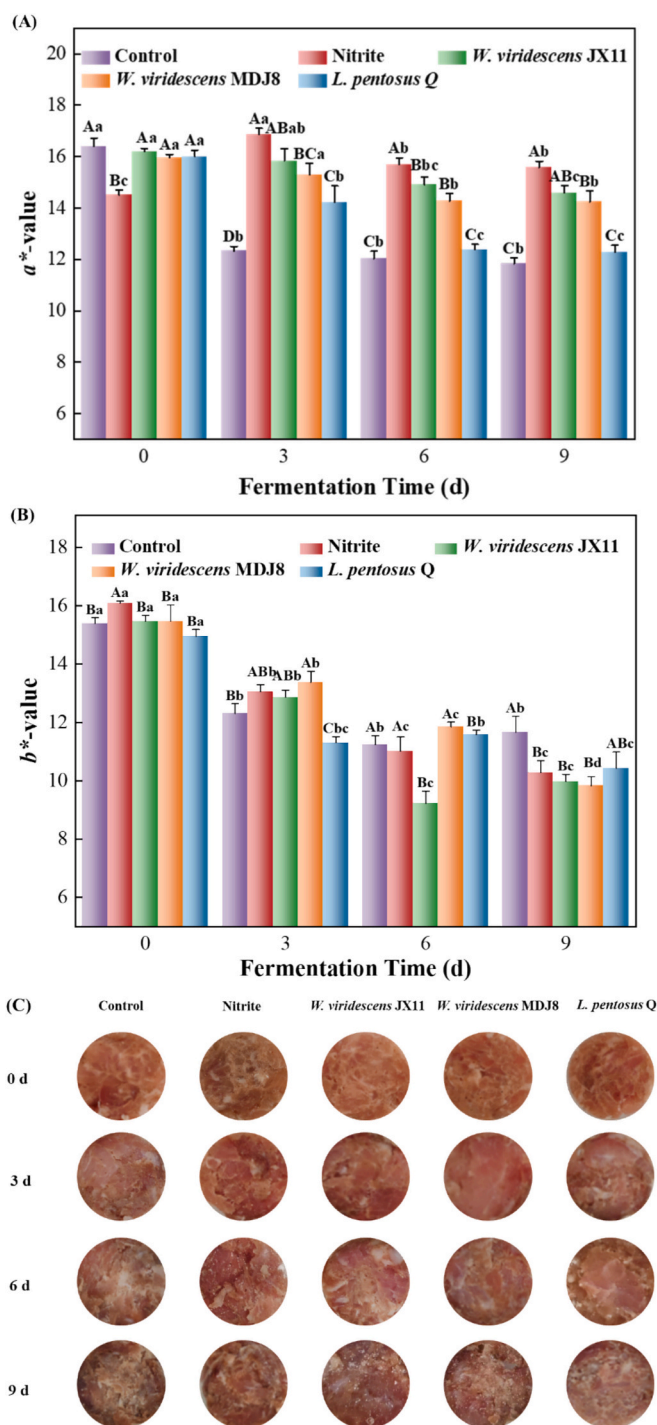 (A)
Control Nitrite W. viridescens JX11
W. viridescens MDJ8 L. pentosus Q
20
18
16
14
12
10
8
6
a*-value
Aa Bc Aa Aa Aa
Db Aa ABab BCa Cb
Cb Ab Bbc Bb Cc
Cb Ab ABc Bb Cc
0 3 6 9
Fermentation Time (d)
(B)
Control Nitrite W. viridescens JX11
W. viridescens MDJ8 L. pentosus Q
18
16
14
12
10
8
6
b*-value
Ba Aa Ba Ba Ba
Bb ABb ABb Ab Cbc
Ab Ac Bc Ac Bb
Ab Bc Bc Bd ABc
0 3 6 9
Fermentation Time (d)
(C)
Control Nitrite W. viridescens JX11 W. viridescens MDJ8 L. pentosus Q
0 d
3 d
6 d
9 d